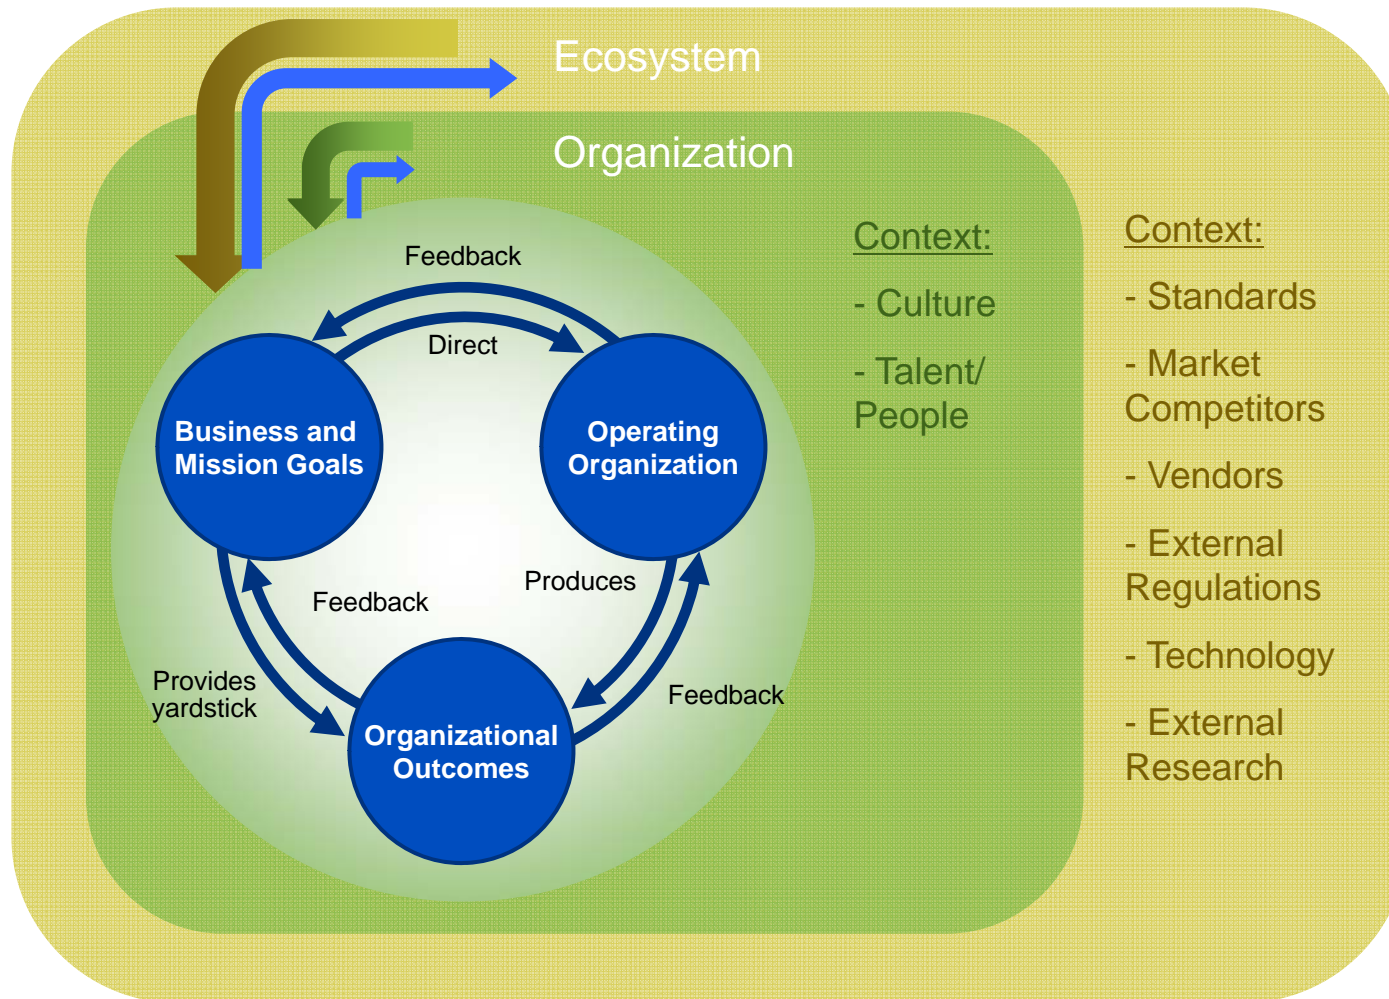 Ecosystem
Organization
Feedback
Direct
Business and
Mission Goals
Operating
Organization
Feedback
Produces
Provides
yardstick
Feedback
Organizational
Outcomes
Context:
- Culture
- Talent/
People
Context:
- Standards
- Market
Competitors
- Vendors
- External
Regulations
- Technology
- External
Research